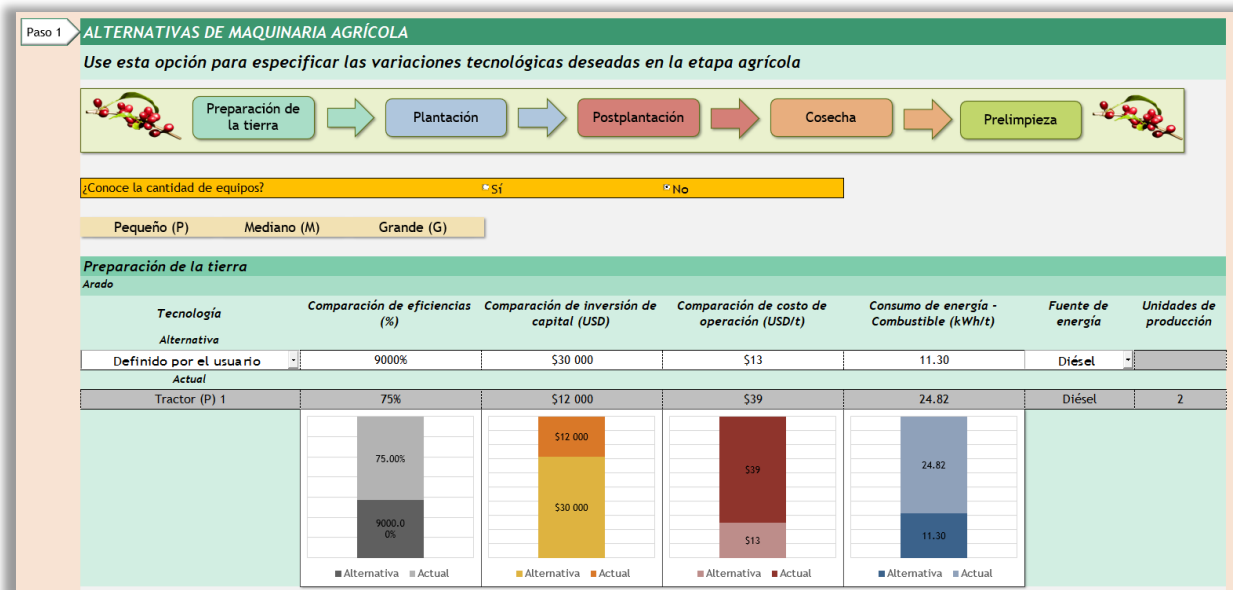 Paso 1
ALTERNATIVAS DE MAQUINARIA AGRÍCOLA
Use esta opción para especificar las variaciones tecnológicas deseadas en la etapa agrícola
Preparación de
la tierra
Plantación
Postplantación
Cosecha
Prelimpieza
¿Conoce la cantidad de equipos?
Sí
No
Pequeño (P)
Mediano (M)
Grande (G)
Preparación de la tierra
Arado
Tecnología
Comparación de eficiencias
(%)
Comparación de inversión de
capital (USD)
Comparación de costo de
operación (USD/t)
Consumo de energía -
Combustible (kWh/t)
Fuente de
energía
Unidades de
producción
Alternativa
Definido por el usuario
9000%
$30 000
$13
11.30
Diésel
Actual
Tractor (P) 1
75%
$12 000
$39
24.82
Diésel
2
75.00%
9000.0
0%
Alternativa
Actual
$12 000
$30 000
Alternativa
Actual
$39
$13
Alternativa
Actual
24.82
11.30
Alternativa
Actual